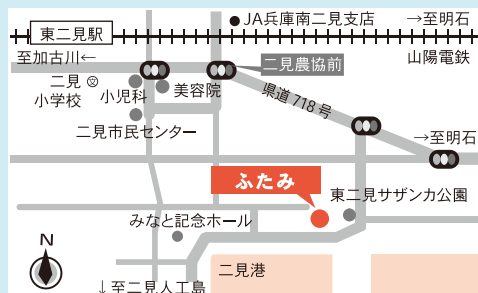 JA兵庫南二見支店
→至明石
東二見駅
至加古川←
山陽電鉄
二見農協前
二見
小学校
小児科
美容院
県道718号
二見市民センター
→至明石
ふたみ
東二見サザンカ公園
みなと記念ホール
N
二見港
↓至二見人工島